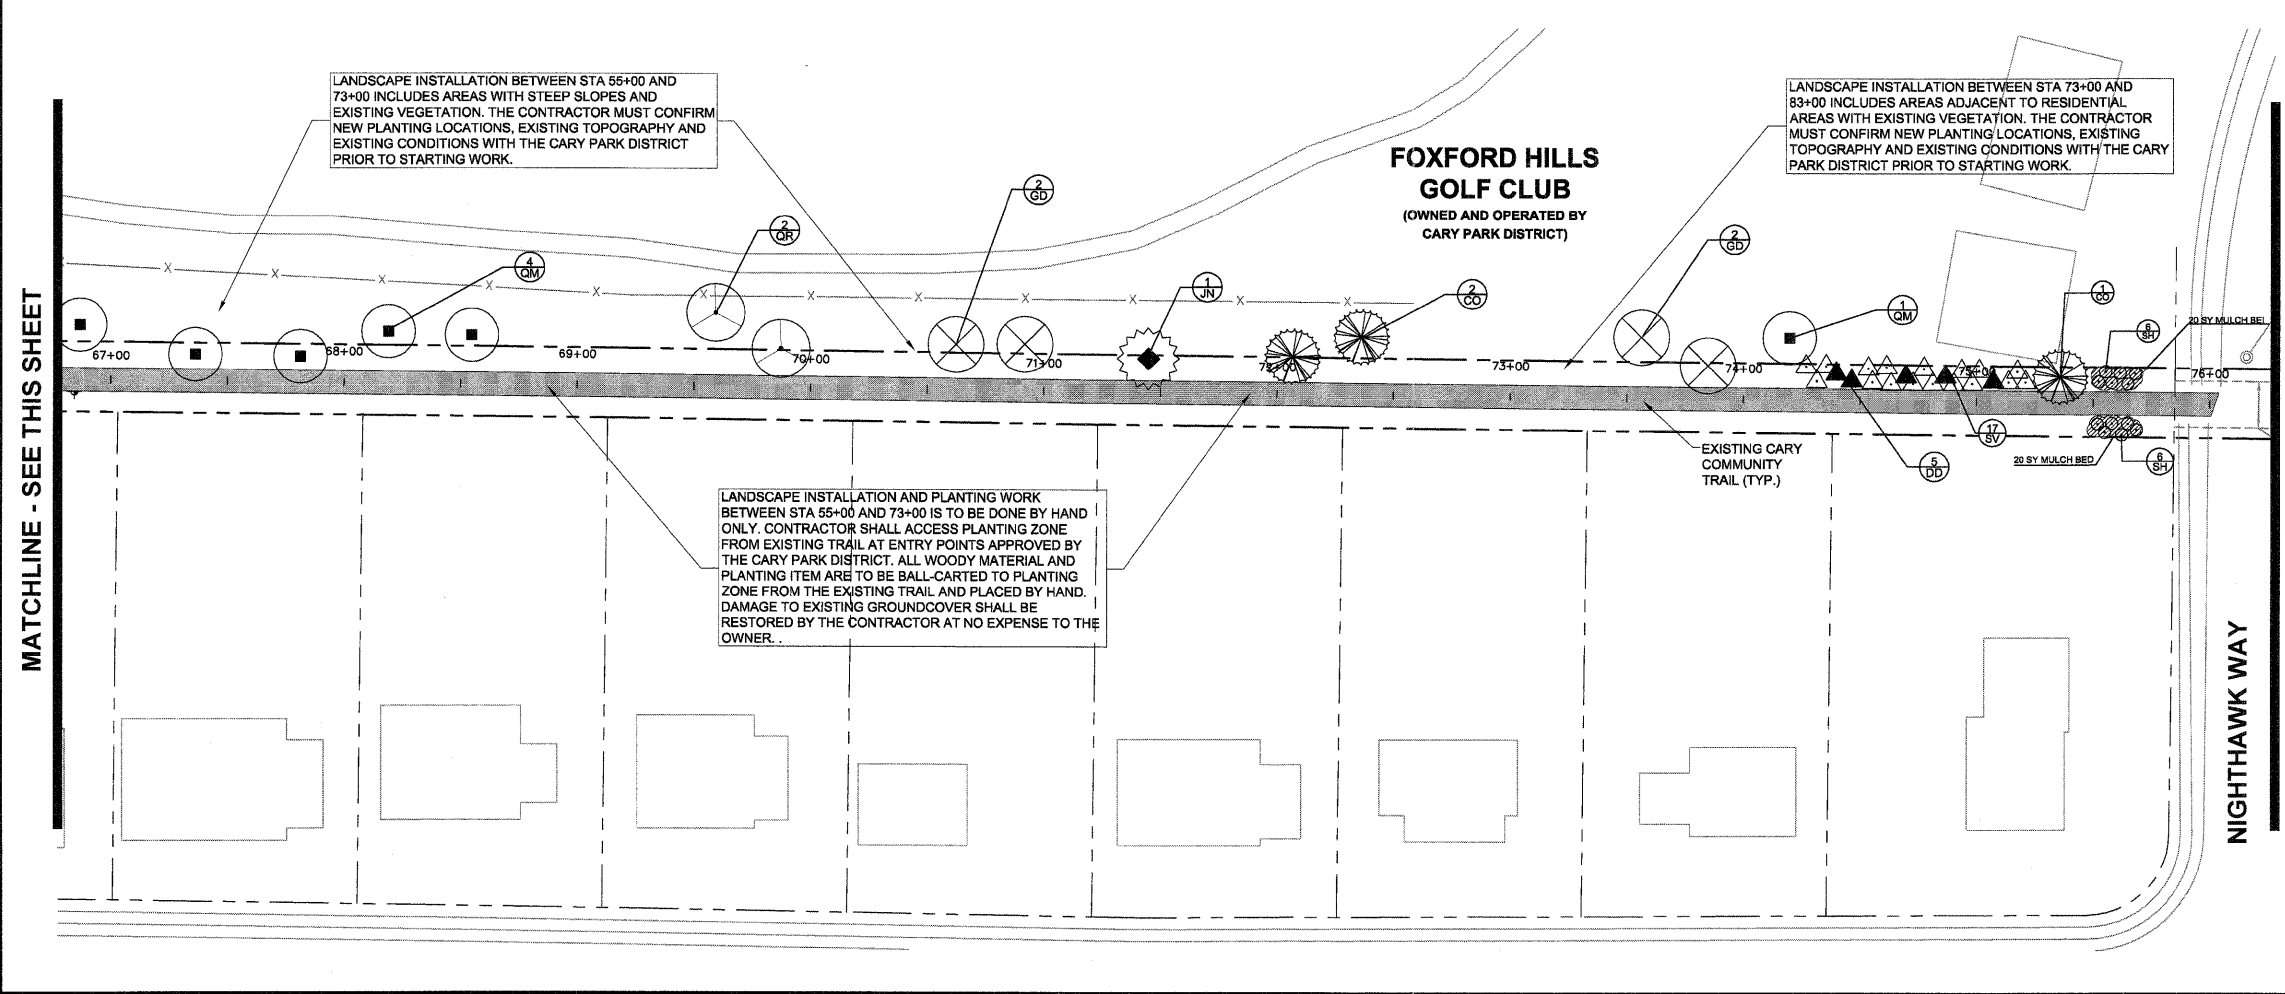 LANDSCAPE INSTALLATION BETWEEN STA 55+00 AND
73+00 INCLUDES AREAS WITH STEEP SLOPES AND
EXISTING VEGETATION. THE CONTRACTOR MUST CONFIRM
NEW PLANTING LOCATIONS, EXISTING TOPOGRAPHY AND
EXISTING CONDITIONS WITH THE CARY PARK DISTRICT
PRIOR TO STARTING WORK.
LANDSCAPE INSTALLATION BETWEEN STA 73+00 AND
83+00 INCLUDES AREAS ADJACENT TO RESIDENTIAL
AREAS WITH EXISTING VEGETATION. THE CONTRACTOR
MUST CONFIRM NEW PLANTING LOCATIONS, EXISTING
TOPOGRAPHY AND EXISTING CONDITIONS WITH THE CARY
PARK DISTRICT PRIOR TO STARTING WORK.
FOXFORD HILLS
GOLF CLUB
(OWNED AND OPERATED BY
CARY PARK DISTRICT)
2
GD
2
QR
4
QM
1
JN
2
CO
2
GD
1
QM
1
CO
6
SH
20 SY MULCH BE
67+00
68+00
69+00
70+00
71+00
72+00
73+00
74+00
75+00
76+00
17
SV
5
DD
6
SH
20 SY MULCH BED
EXISTING CARY
COMMUNITY
TRAIL (TYP.)
LANDSCAPE INSTALLATION AND PLANTING WORK
BETWEEN STA 55+00 AND 73+00 IS TO BE DONE BY HAND
ONLY. CONTRACTOR SHALL ACCESS PLANTING ZONE
FROM EXISTING TRAIL AT ENTRY POINTS APPROVED BY
THE CARY PARK DISTRICT. ALL WOODY MATERIAL AND
PLANTING ITEM ARE TO BE BALL-CARTED TO PLANTING
ZONE FROM THE EXISTING TRAIL AND PLACED BY HAND.
DAMAGE TO EXISTING GROUNDCOVER SHALL BE
RESTORED BY THE CONTRACTOR AT NO EXPENSE TO THE
OWNER. .
MATCHLINE - SEE THIS SHEET
NIGHTHAWK WAY